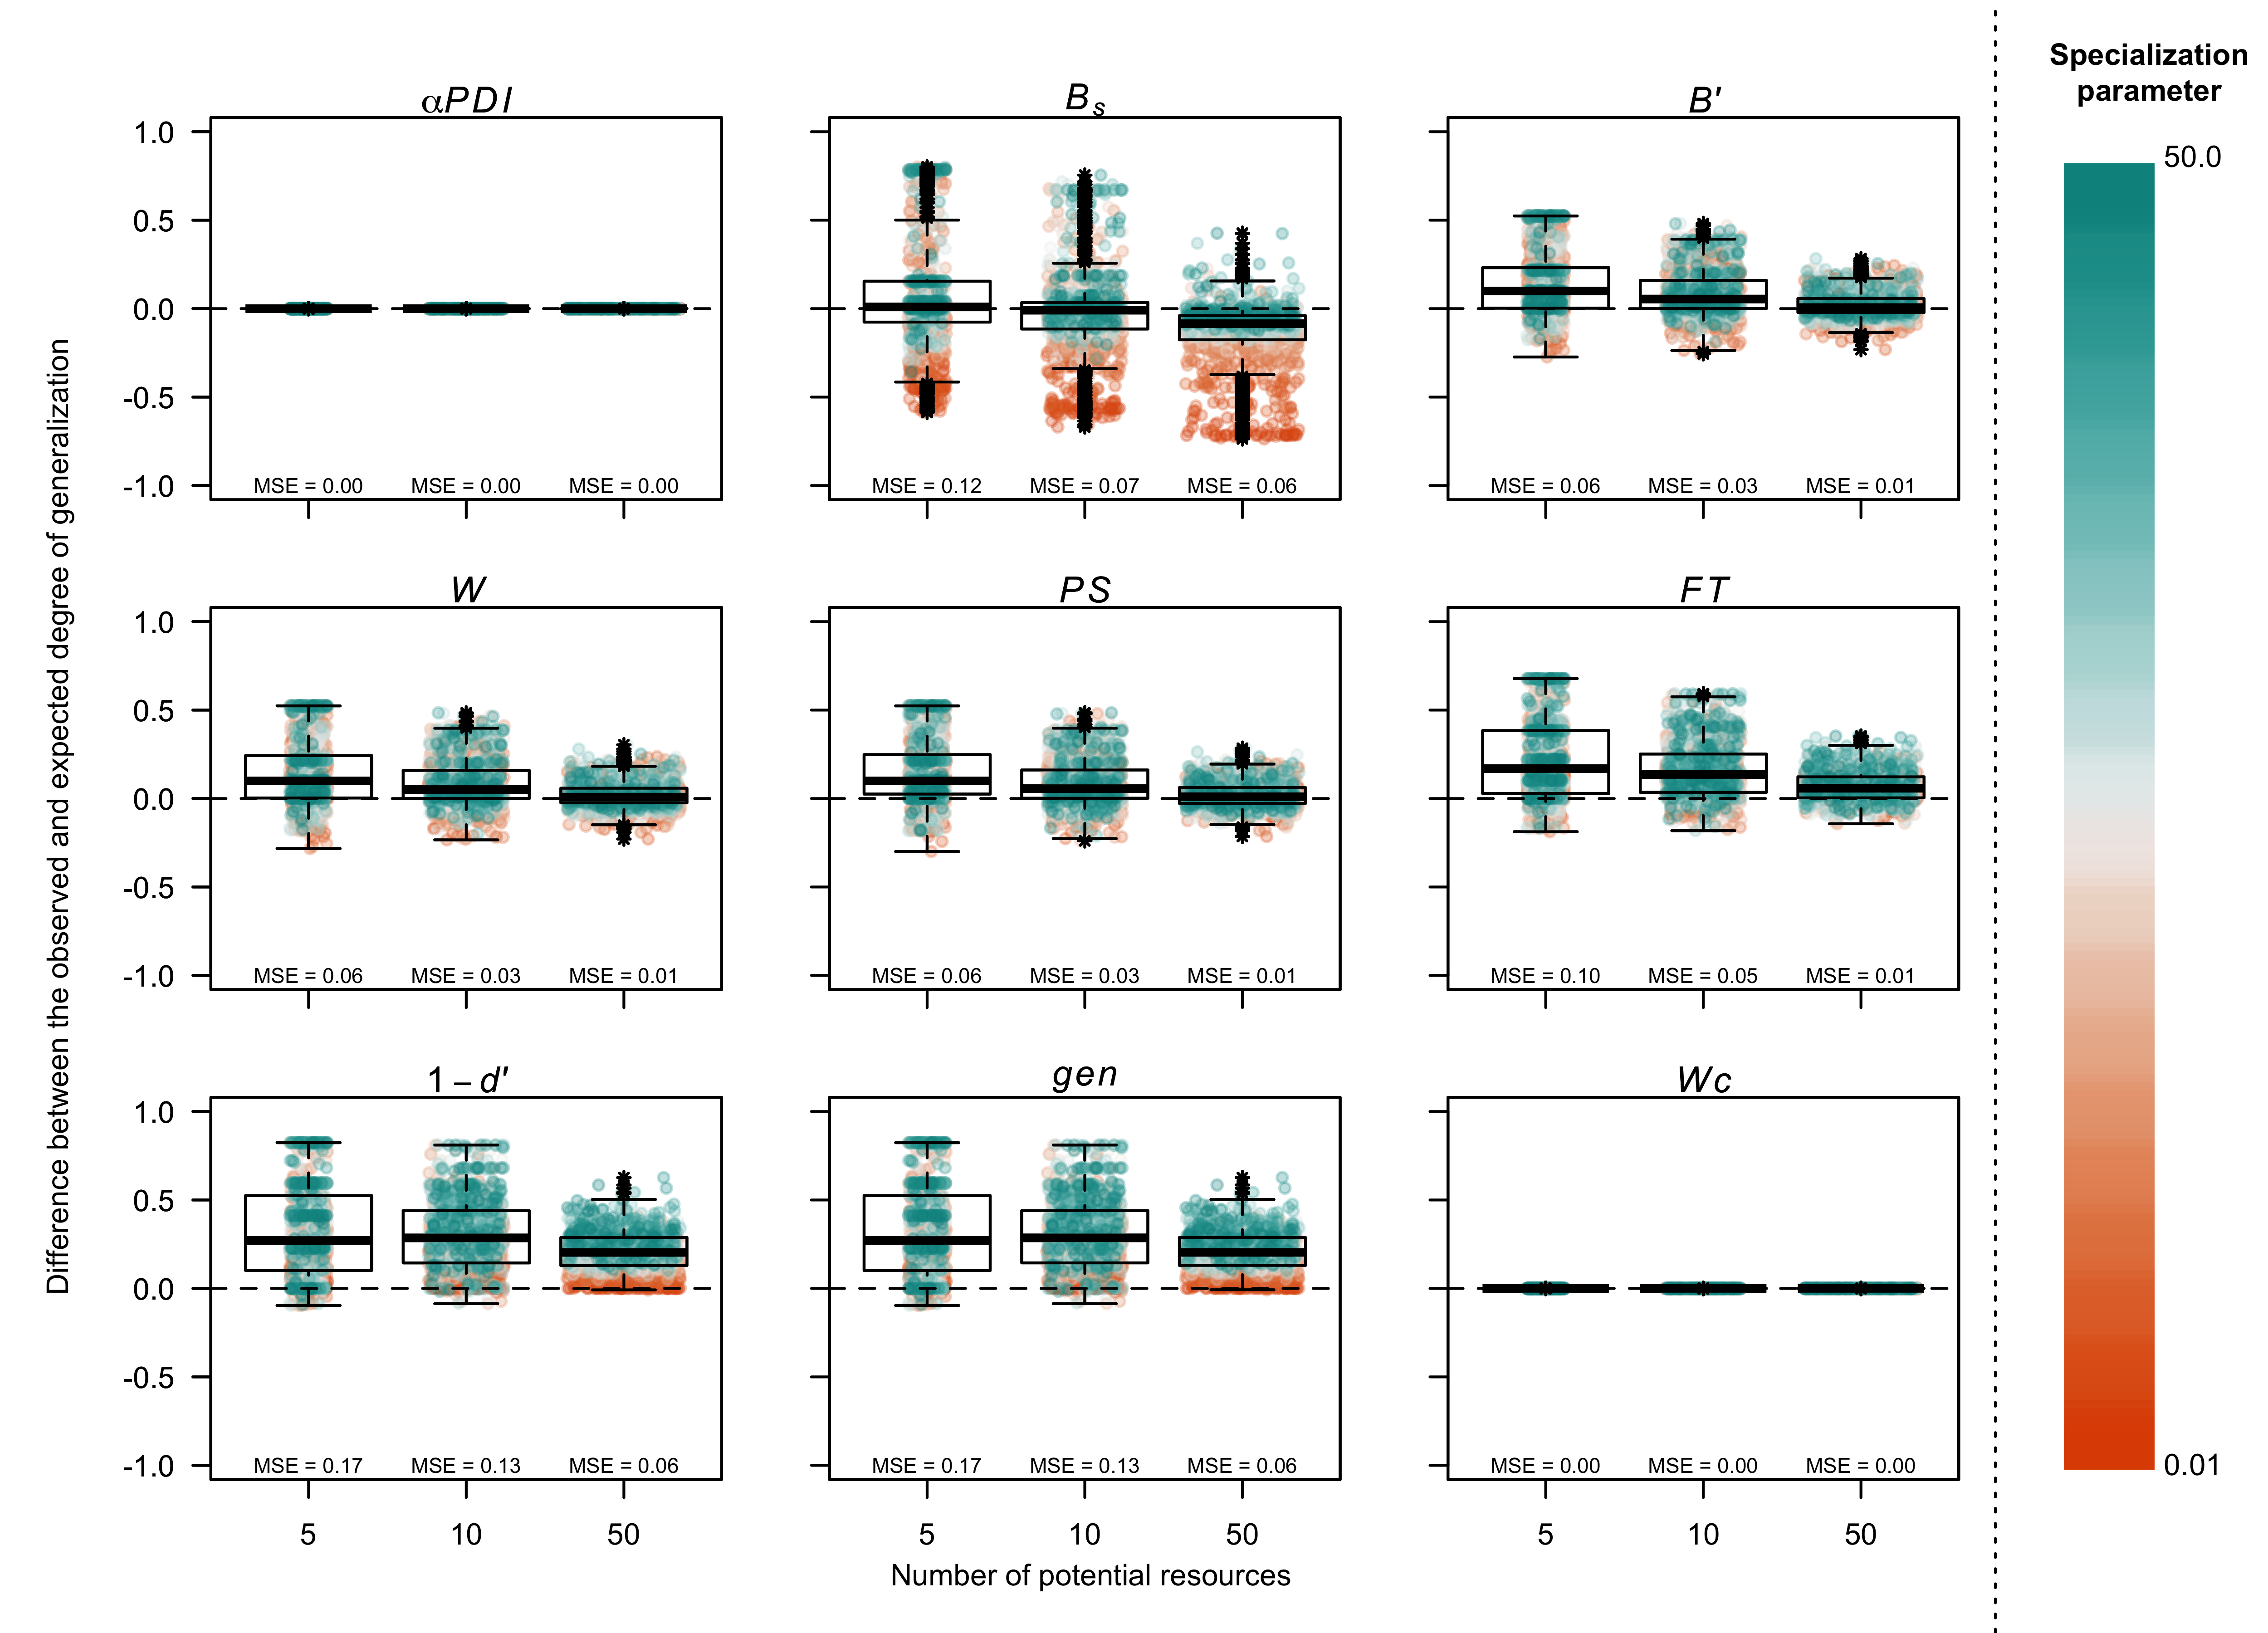 Specialization
parameter
50.0
0.01
Difference between the observed and expected degree of generalization
αPDI
1.0
0.5
0.0
-0.5
-1.0
MSE = 0.00 MSE = 0.00 MSE = 0.00
Bs
MSE = 0.12 MSE = 0.07 MSE = 0.06
B'
MSE = 0.06 MSE = 0.03 MSE = 0.01
W
1.0
0.5
0.0
-0.5
-1.0
MSE = 0.06 MSE = 0.03 MSE = 0.01
PS
MSE = 0.06 MSE = 0.03 MSE = 0.01
FT
MSE = 0.10 MSE = 0.05 MSE = 0.01
1 – d'
1.0
0.5
0.0
-0.5
-1.0
MSE = 0.17 MSE = 0.13 MSE = 0.06
5 10 50
gen
MSE = 0.17 MSE = 0.13 MSE = 0.06
5 10 50
Wc
MSE = 0.00 MSE = 0.00 MSE = 0.00
5 10 50
Number of potential resources